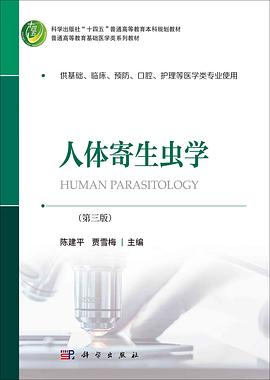 科学出版社“十四五”普通高等教育本科规划教材
普通高等教育基础医学类系列教材
供基础、临床、预防、口腔、护理等医学类专业使用
人体寄生虫学
HUMAN PARASITOLOGY
（第三版）
陈建平 贾雪梅 主编
科学出版社